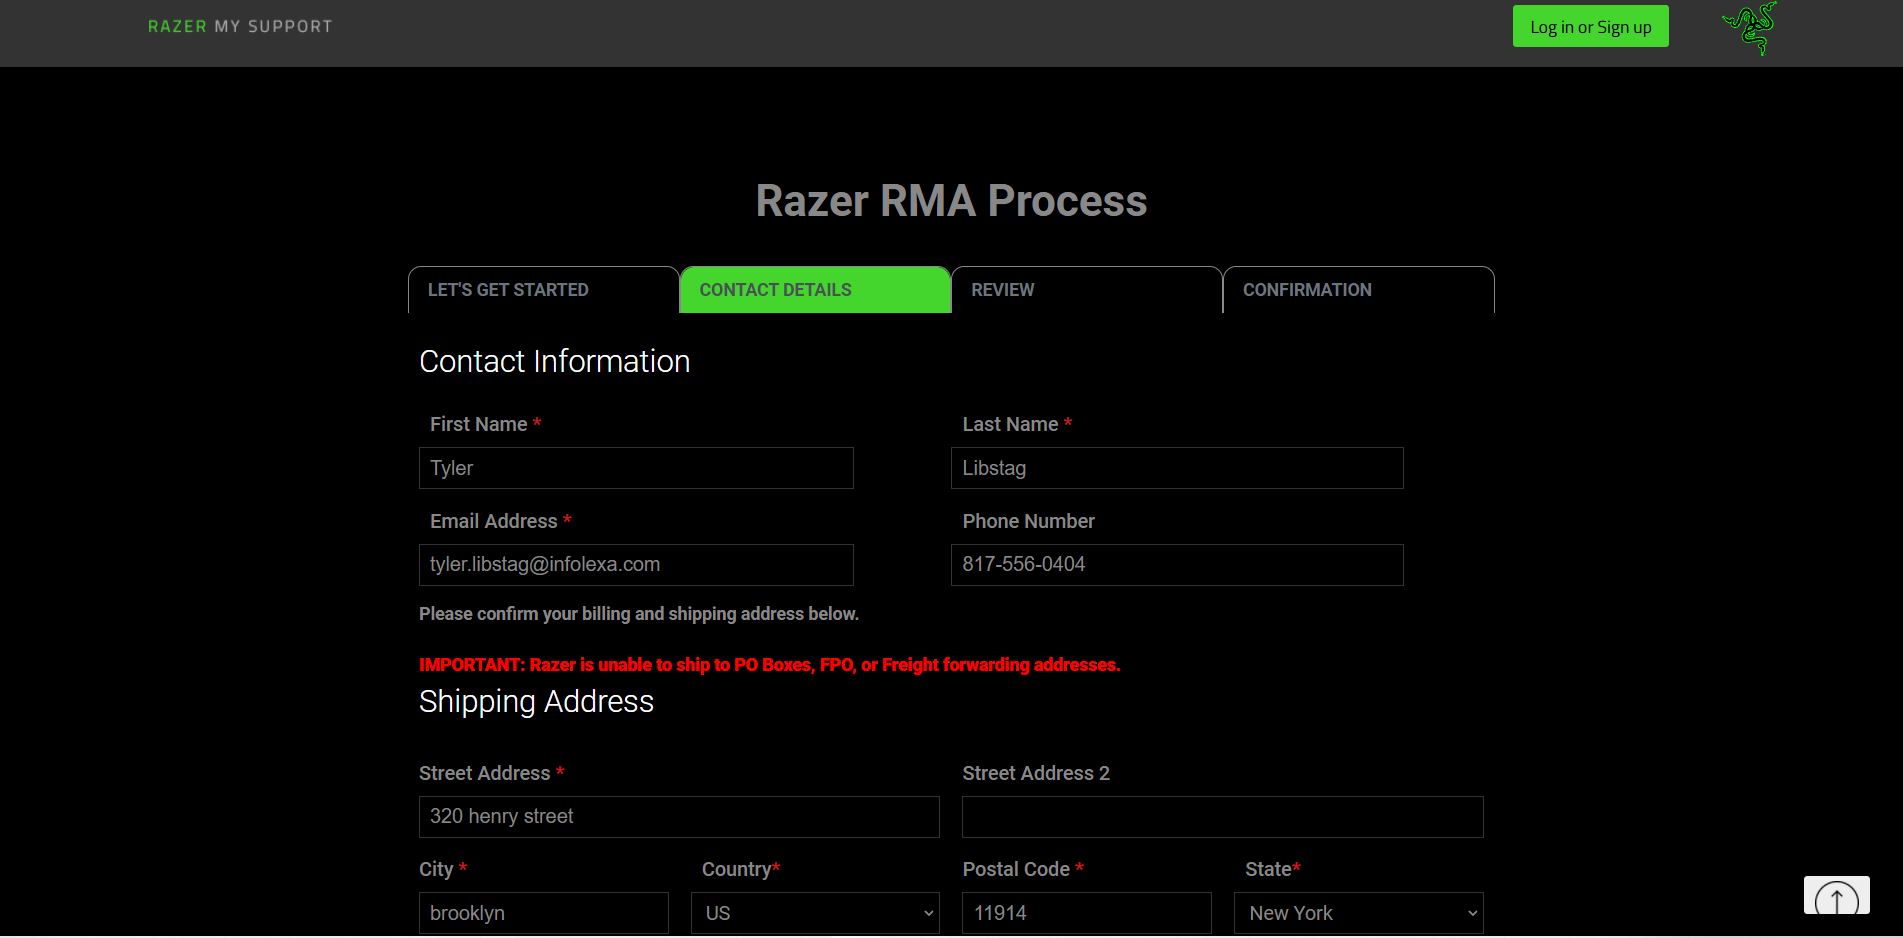 RAZER MY SUPPORT
Log in or Sign up
Razer RMA Process
LET'S GET STARTED
CONTACT DETAILS
REVIEW
CONFIRMATION
Contact Information
First Name *
Last Name *
Tyler
Libstag
Email Address *
Phone Number
tyler.libstag@infolexa.com
817-556-0404
Please confirm your billing and shipping address below.
IMPORTANT: Razer is unable to ship to PO Boxes, FPO, or Freight forwarding addresses.
Shipping Address
Street Address *
Street Address 2
320 henry street
City *
Country*
Postal Code *
State*
brooklyn
US
11914
New York